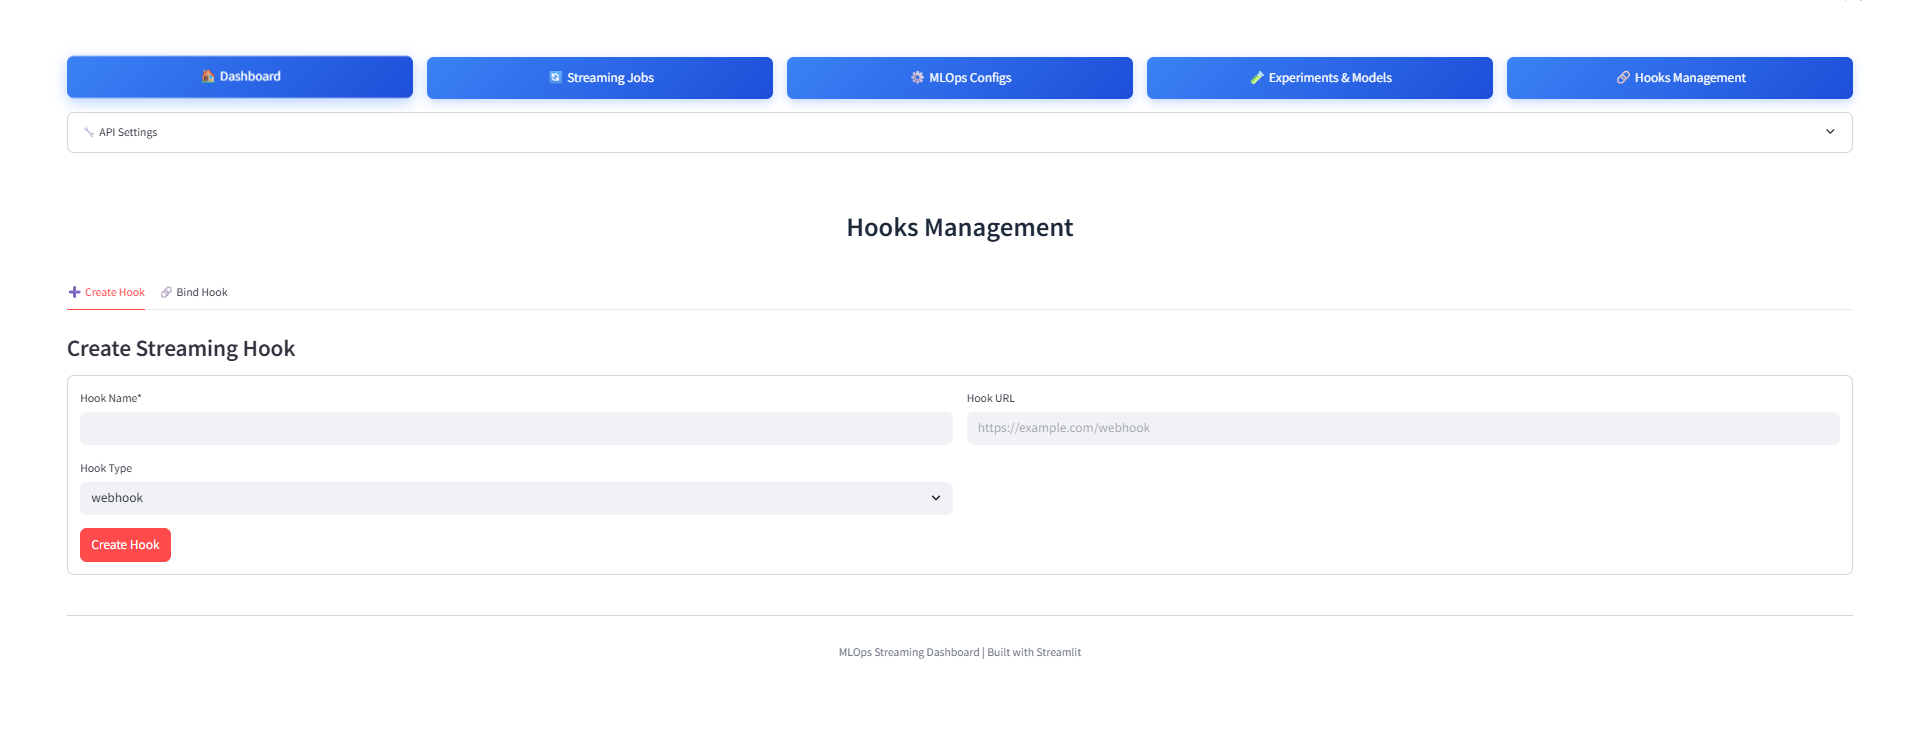 Dashboard
Streaming Jobs
MLOps Configs
Experiments & Models
Hooks Management
API Settings
Hooks Management
Create Hook
Bind Hook
Create Streaming Hook
Hook Name*
Hook URL
https://example.com/webhook
Hook Type
webhook
Create Hook
MLOps Streaming Dashboard | Built with Streamlit